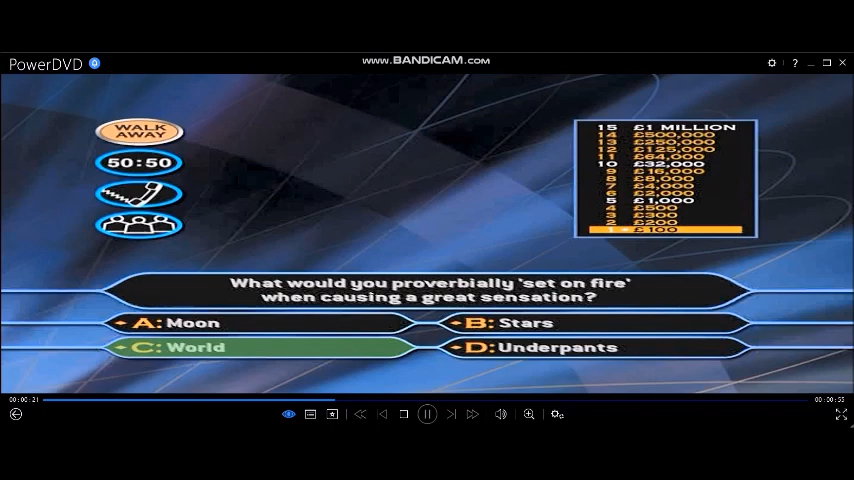 www.BANDICAM.com
PowerDVD
WALK
AWAY
50:50
15 £1 MILLION
14 £500,000
13 £250,000
12 £125,000
11 £64,000
10 £32,000
9 £16,000
8 £8,000
7 £4,000
6 £2,000
5 £1,000
4 £500
3 £300
2 £200
1 £100
What would you proverbially 'set on fire'
when causing a great sensation?
A: Moon
B: Stars
C: World
D: Underpants
00:00:21
00:00:55